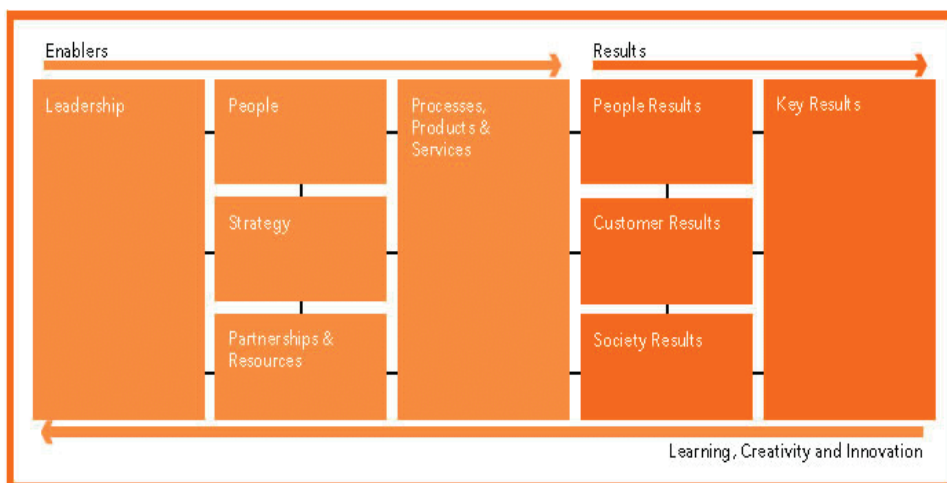 Enablers
Results
Leadership
People
Processes,
Products &
Services
People Results
Key Results
Strategy
Customer Results
Partnerships &
Resources
Society Results
Learning, Creativity and Innovation